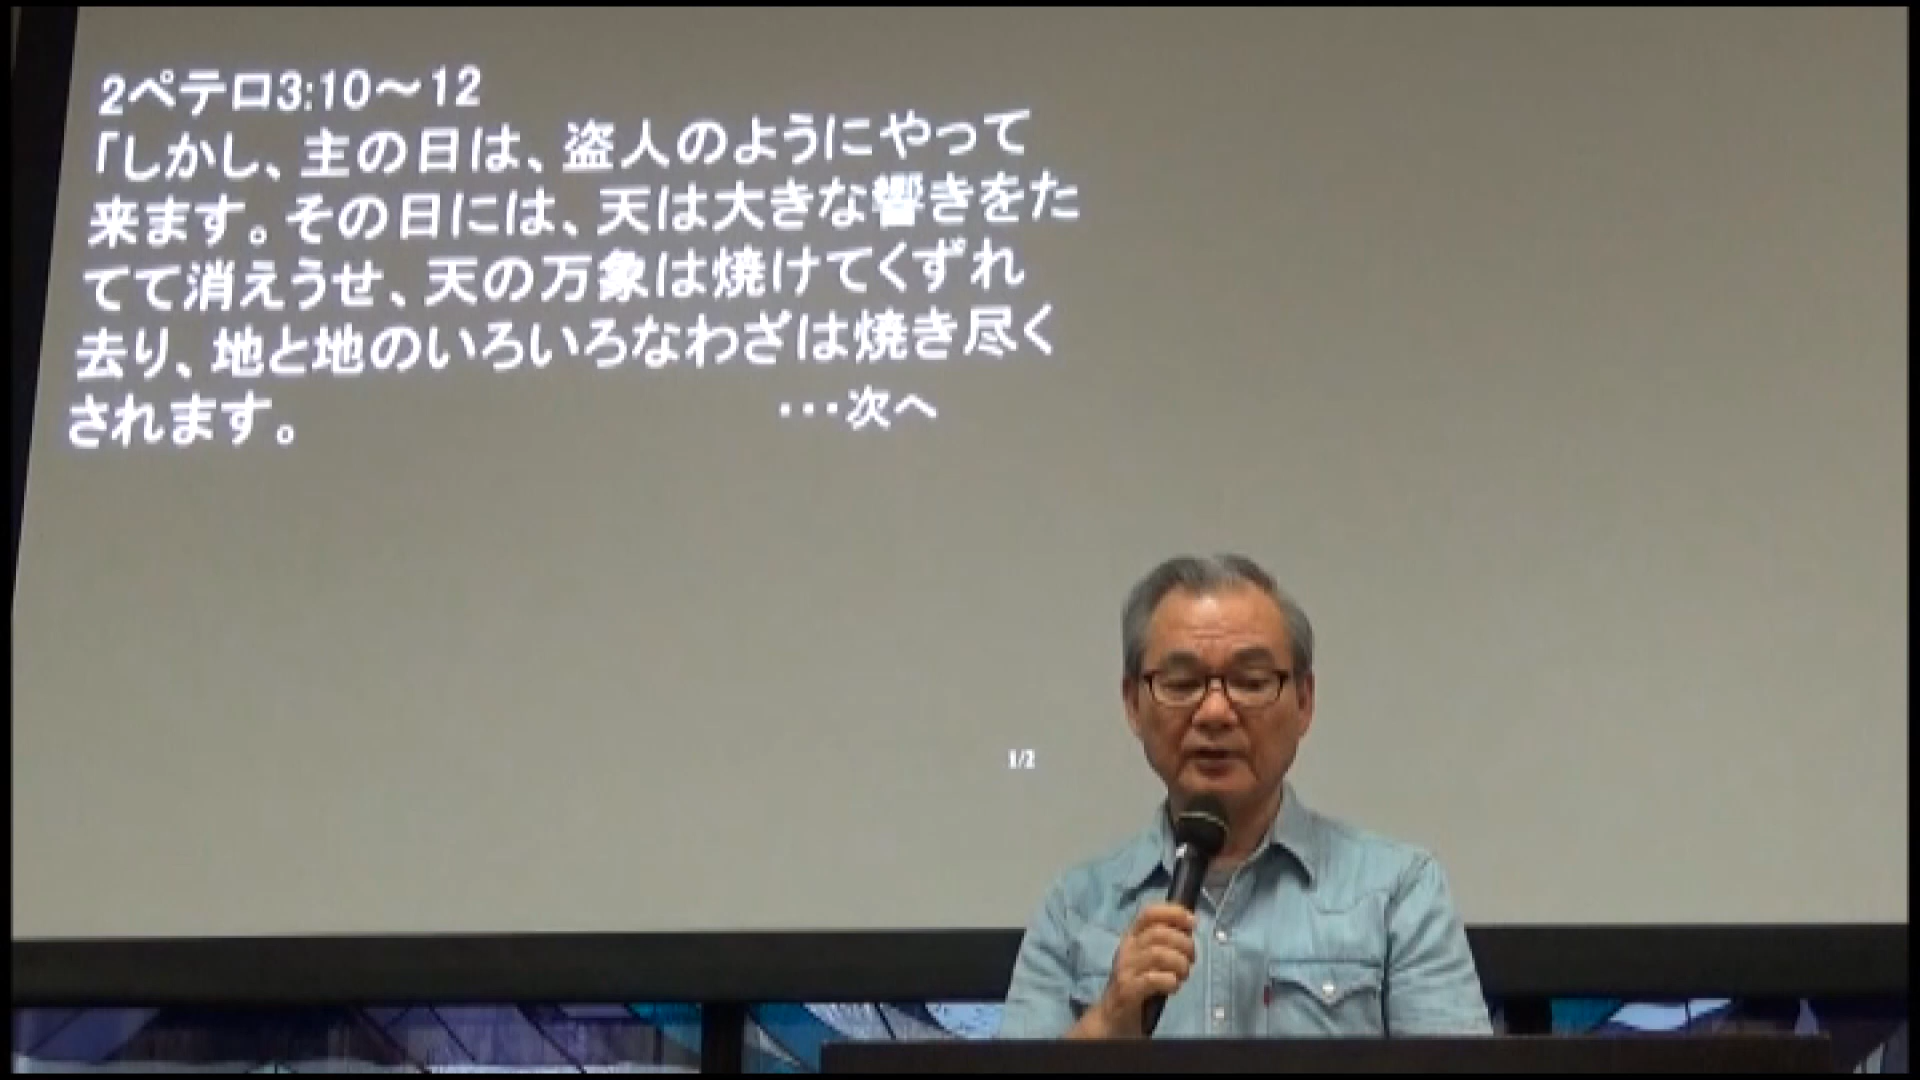 2ペテロ3:10～12
「しかし、主の日は、盗人のようにやって
来ます。その日には、天は大きな響きをた
てて消えうせ、天の万象は焼けてくずれ
去り、地と地のいろいろなわざは焼き尽く
されます。
・・・次へ
1/2